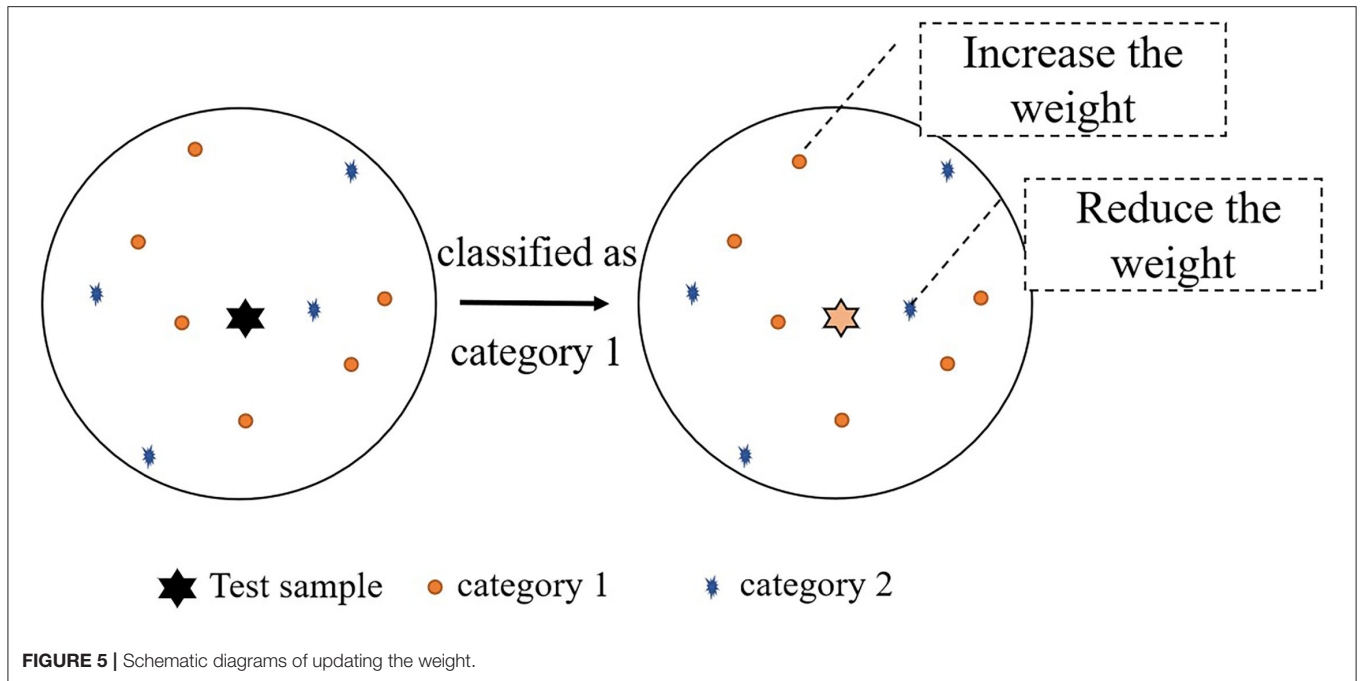 Increase the
weight
Reduce the
weight
classified as
category 1
Test sample category 1 category 2
FIGURE 5 | Schematic diagrams of updating the weight.